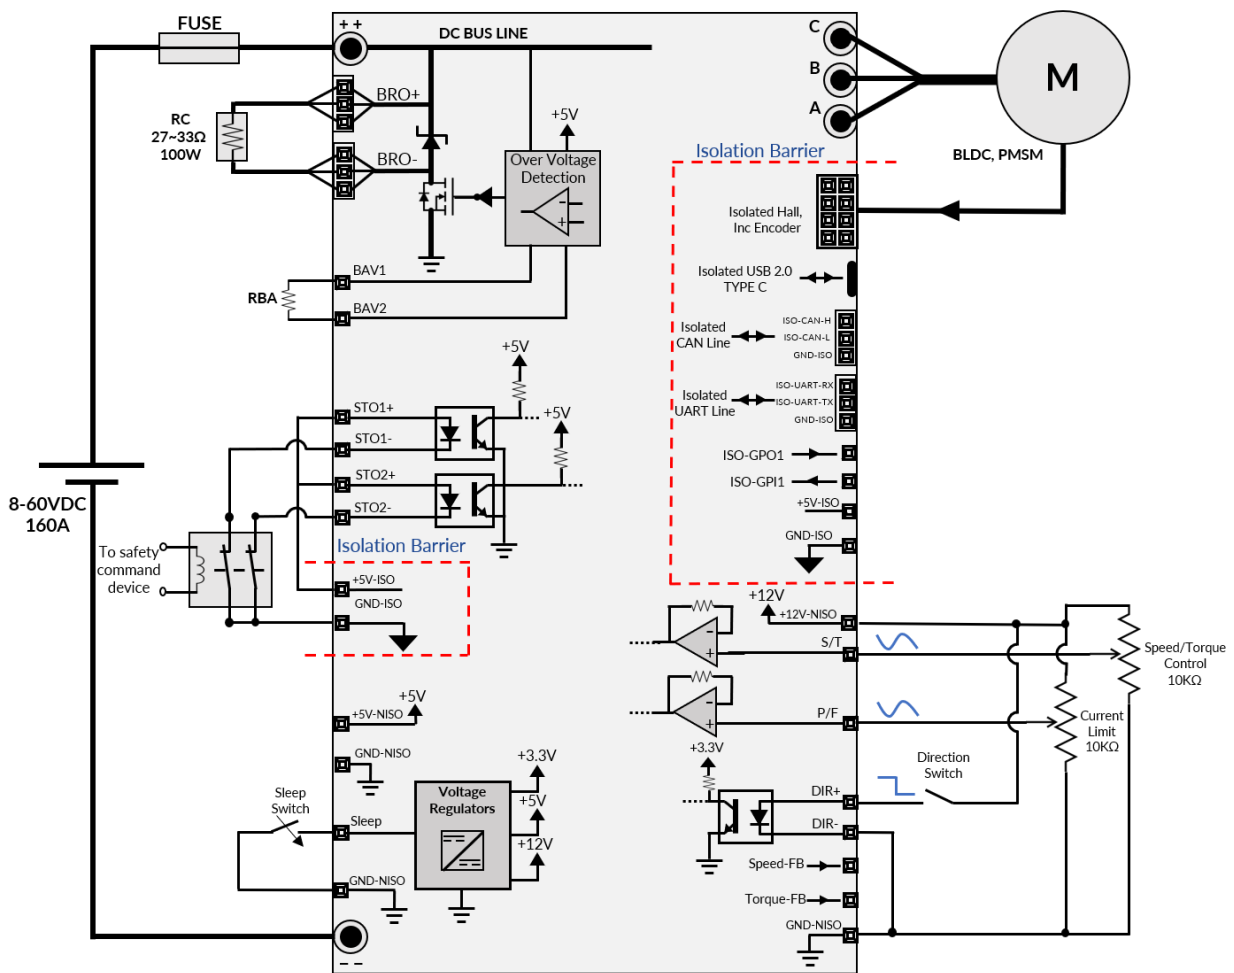 FUSE
++
DC BUS LINE
C
B
A
M
BLDC, PMSM
BRO+
RC
27~33Ω
100W
BRO-
+5V
Over Voltage
Detection
-
+
Isolation Barrier
Isolated Hall,
Inc Encoder
Isolated USB 2.0
TYPE C
BAV1
RBA
BAV2
Isolated
CAN Line
ISO-CAN-H
ISO-CAN-L
GND-ISO
+5V
Isolated
UART Line
ISO-UART-RX
ISO-UART-TX
GND-ISO
STO1+
+5V
STO1-
STO2+
STO2-
ISO-GPO1
ISO-GPI1
+5V-ISO
GND-ISO
8-60VDC
160A
To safety
command
device
Isolation Barrier
+5V-ISO
GND-ISO
+12V
+12V-NISO
-
+
S/T
Speed/Torque
Control
10KΩ
-
+
P/F
Current
Limit
10KΩ
+5V
+5V-NISO
GND-NISO
+3.3V
DIR+
Direction
Switch
DIR-
Sleep
Switch
Sleep
Voltage
Regulators
+3.3V
+5V
+12V
GND-NISO
Speed-FB
Torque-FB
GND-NISO
--